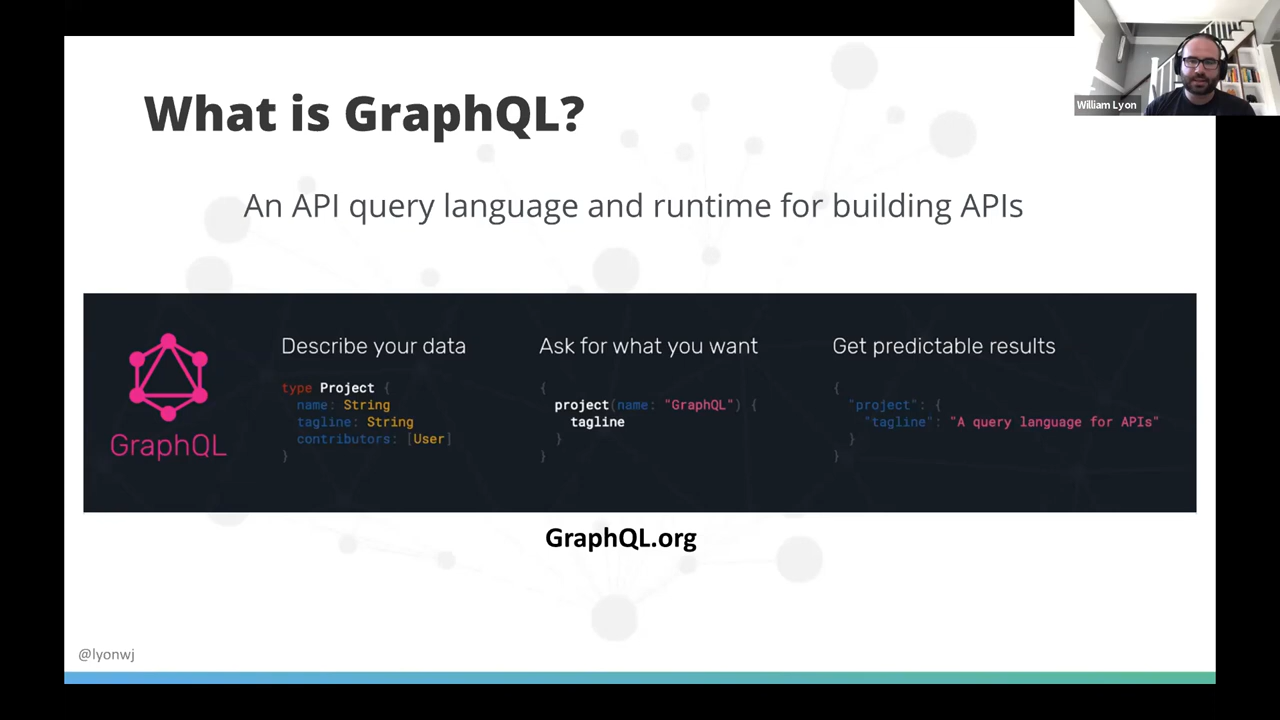 What is GraphQL?
William Lyon
An API query language and runtime for building APIs
GraphQL
Describe your data
type Project {
name: String
tagline: String
contributors: [User]
}
Ask for what you want
{
project(name: "GraphQL") {
tagline
}
}
Get predictable results
{
"project": {
"tagline": "A query language for APIs"
}
}
GraphQL.org
@lyonwj